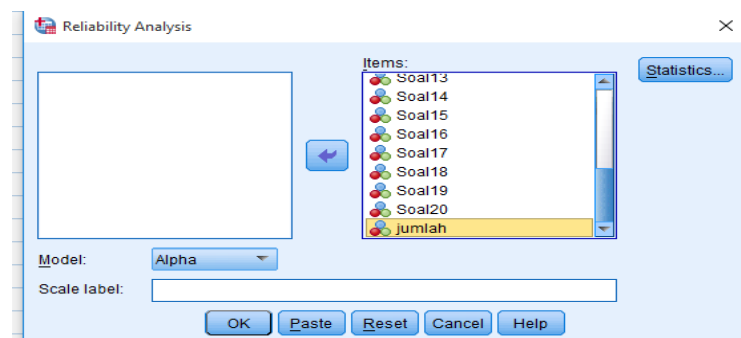 Reliability Analysis
Items:
Soal13
Soal14
Soal15
Soal16
Soal17
Soal18
Soal19
Soal20
jumlah
Statistics...
Model:
Alpha
Scale label:
OK Paste Reset Cancel Help